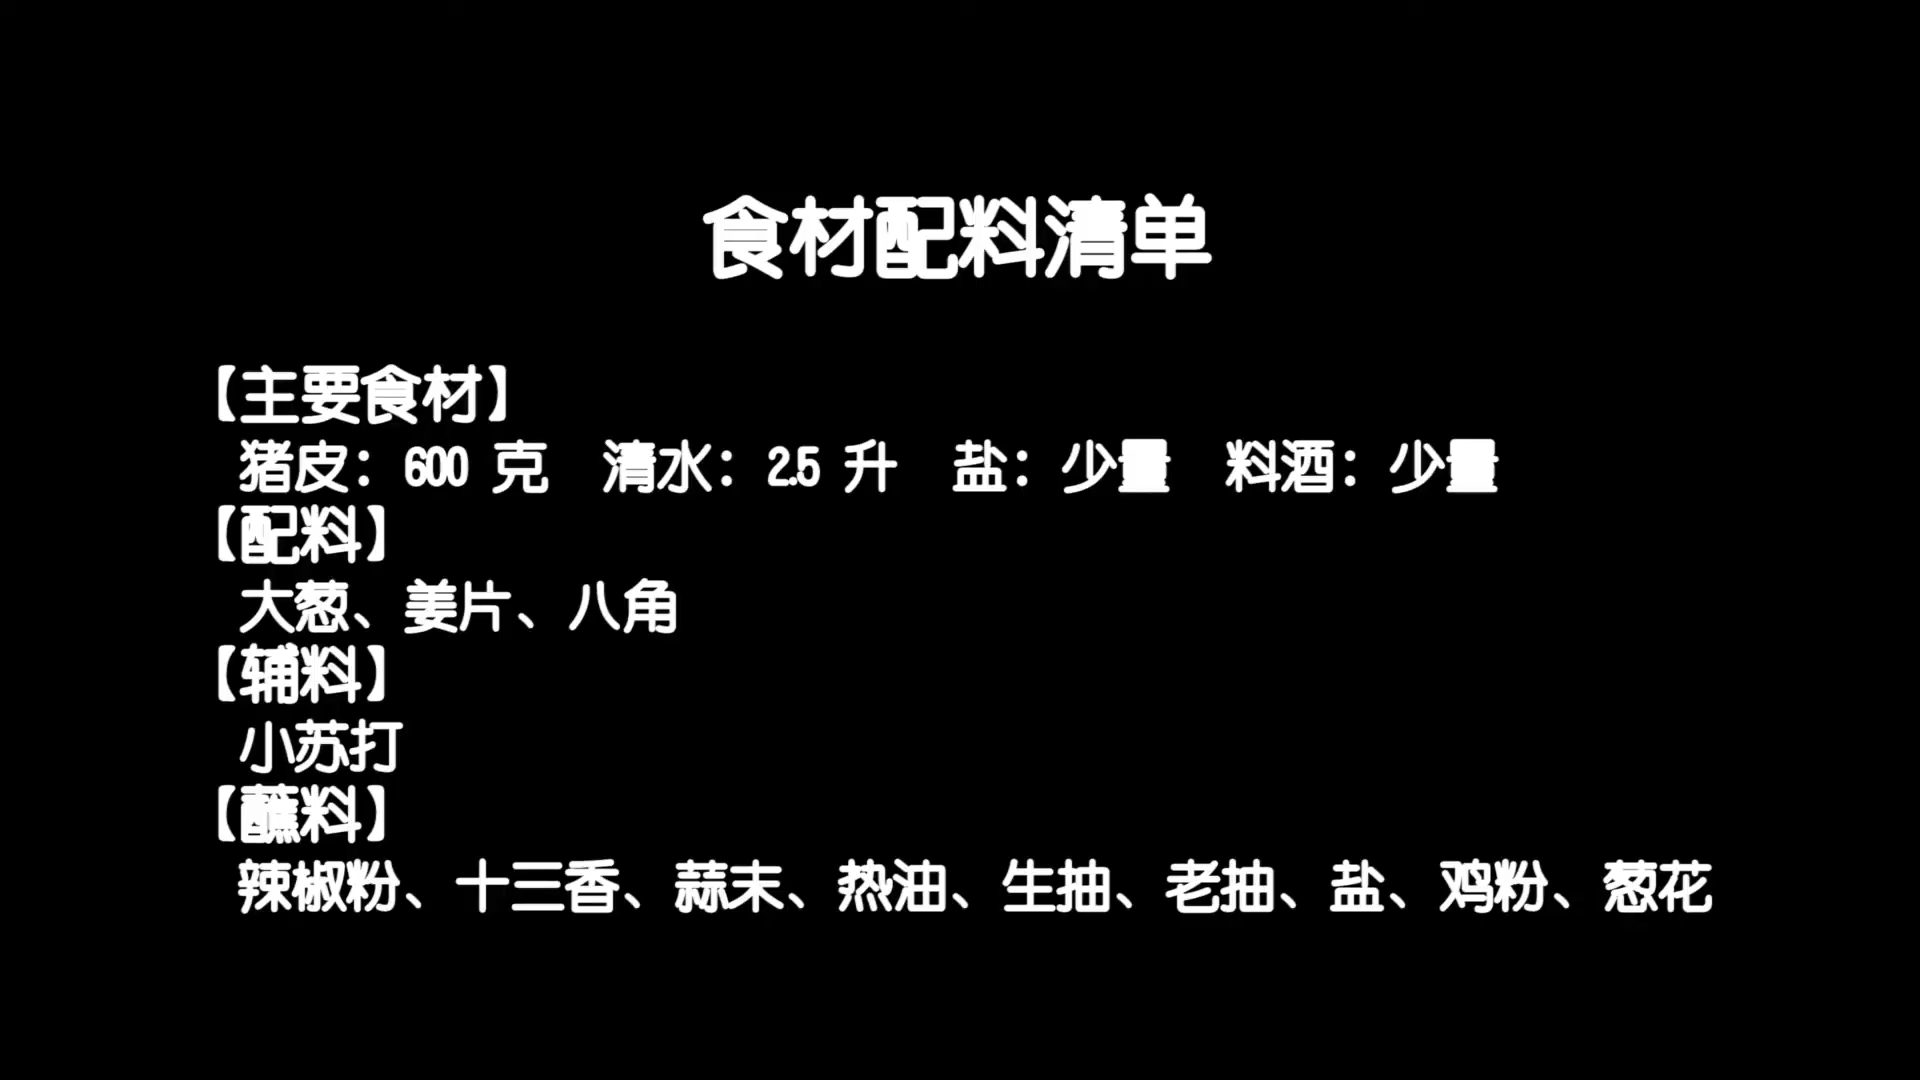 食材配料清单
【主要食材】
猪皮：600 克 清水：2.5 升 盐：少量 料酒：少量
【配料】
大葱、姜片、八角
【辅料】
小苏打
【蘸料】
辣椒粉、十三香、蒜末、热油、生抽、老抽、盐、鸡粉、葱花